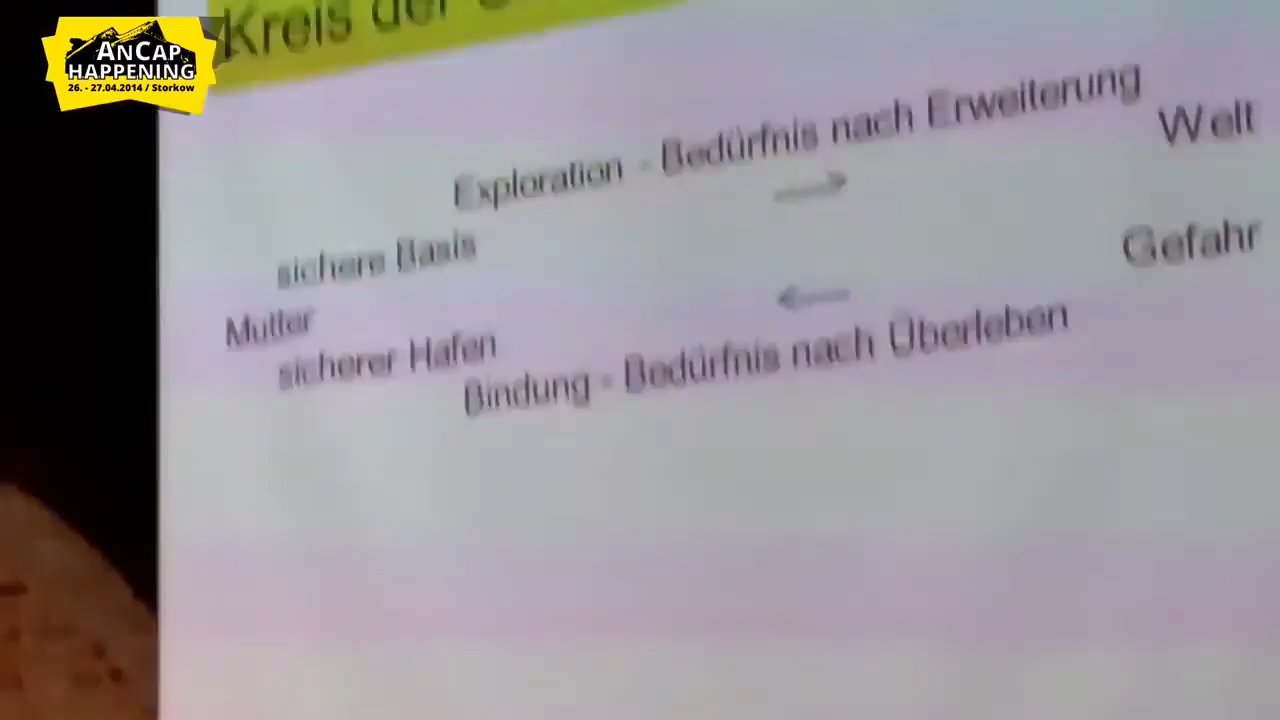 ANCAP
HAPPENING
26. - 27.04.2014 / Storkow
Kreis der
Exploration - Bedürfnis nach Erweiterung
Welt
sichere Basis
Gefahr
Mutter
sicherer Hafen
Bindung - Bedürfnis nach Überleben